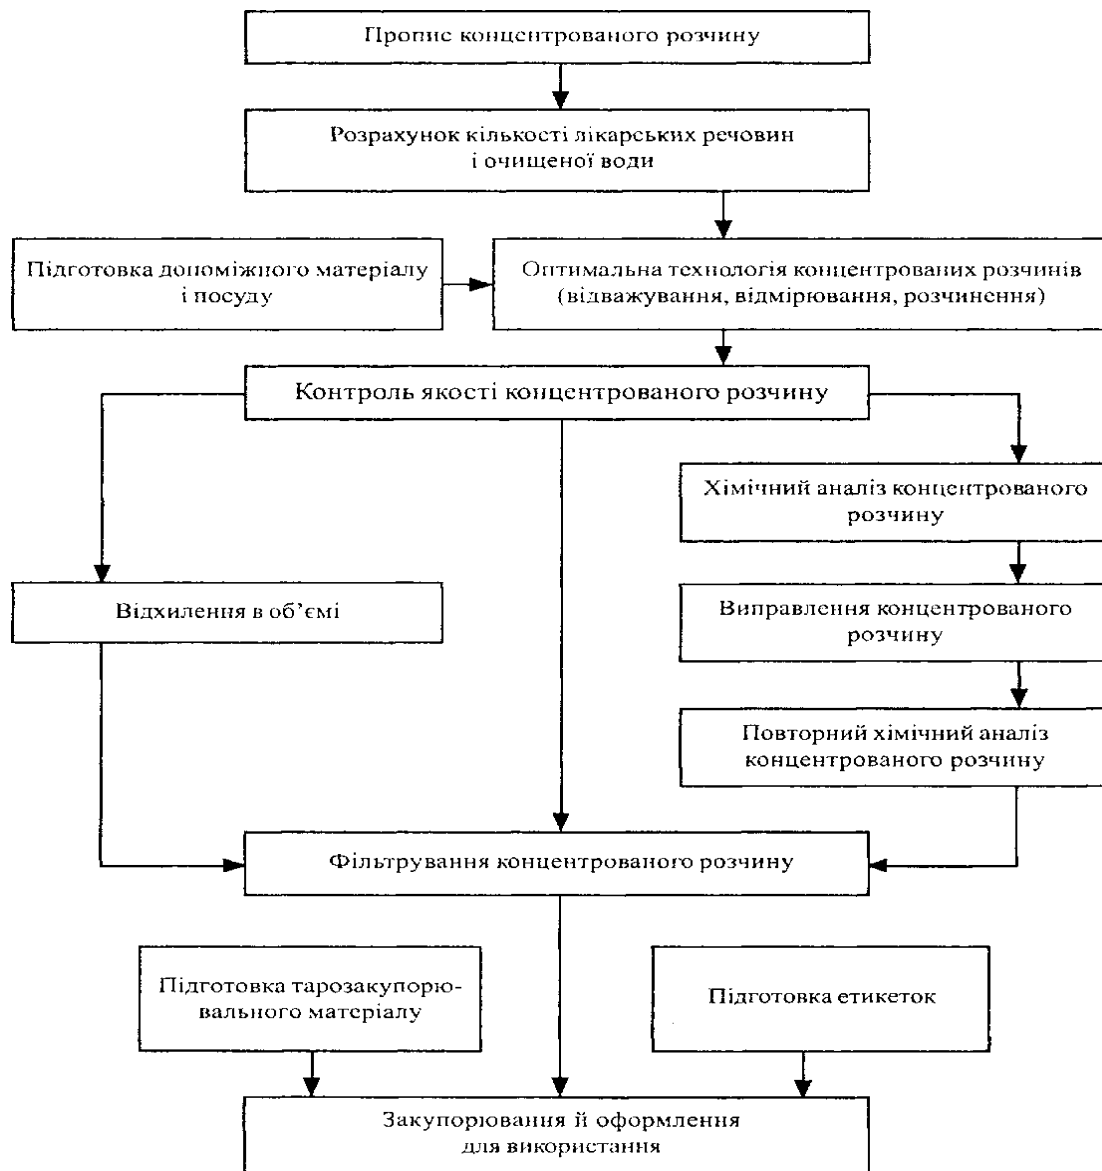 Пропис концентрованого розчину
Розрахунок кількості лікарських речовин
і очищеної води
Підготовка допоміжного матеріалу
і посуду
Оптимальна технологія концентрованих розчинів
(відважування, відмірювання, розчинення)
Контроль якості концентрованого розчину
Хімічний аналіз концентрованого
розчину
Відхилення в об’ємі
Виправлення концентрованого
розчину
Повторний хімічний аналіз
концентрованого розчину
Фільтрування концентрованого розчину
Підготовка тарозакупорю-
вального матеріалу
Підготовка етикеток
Закупорювання й оформлення
для використання